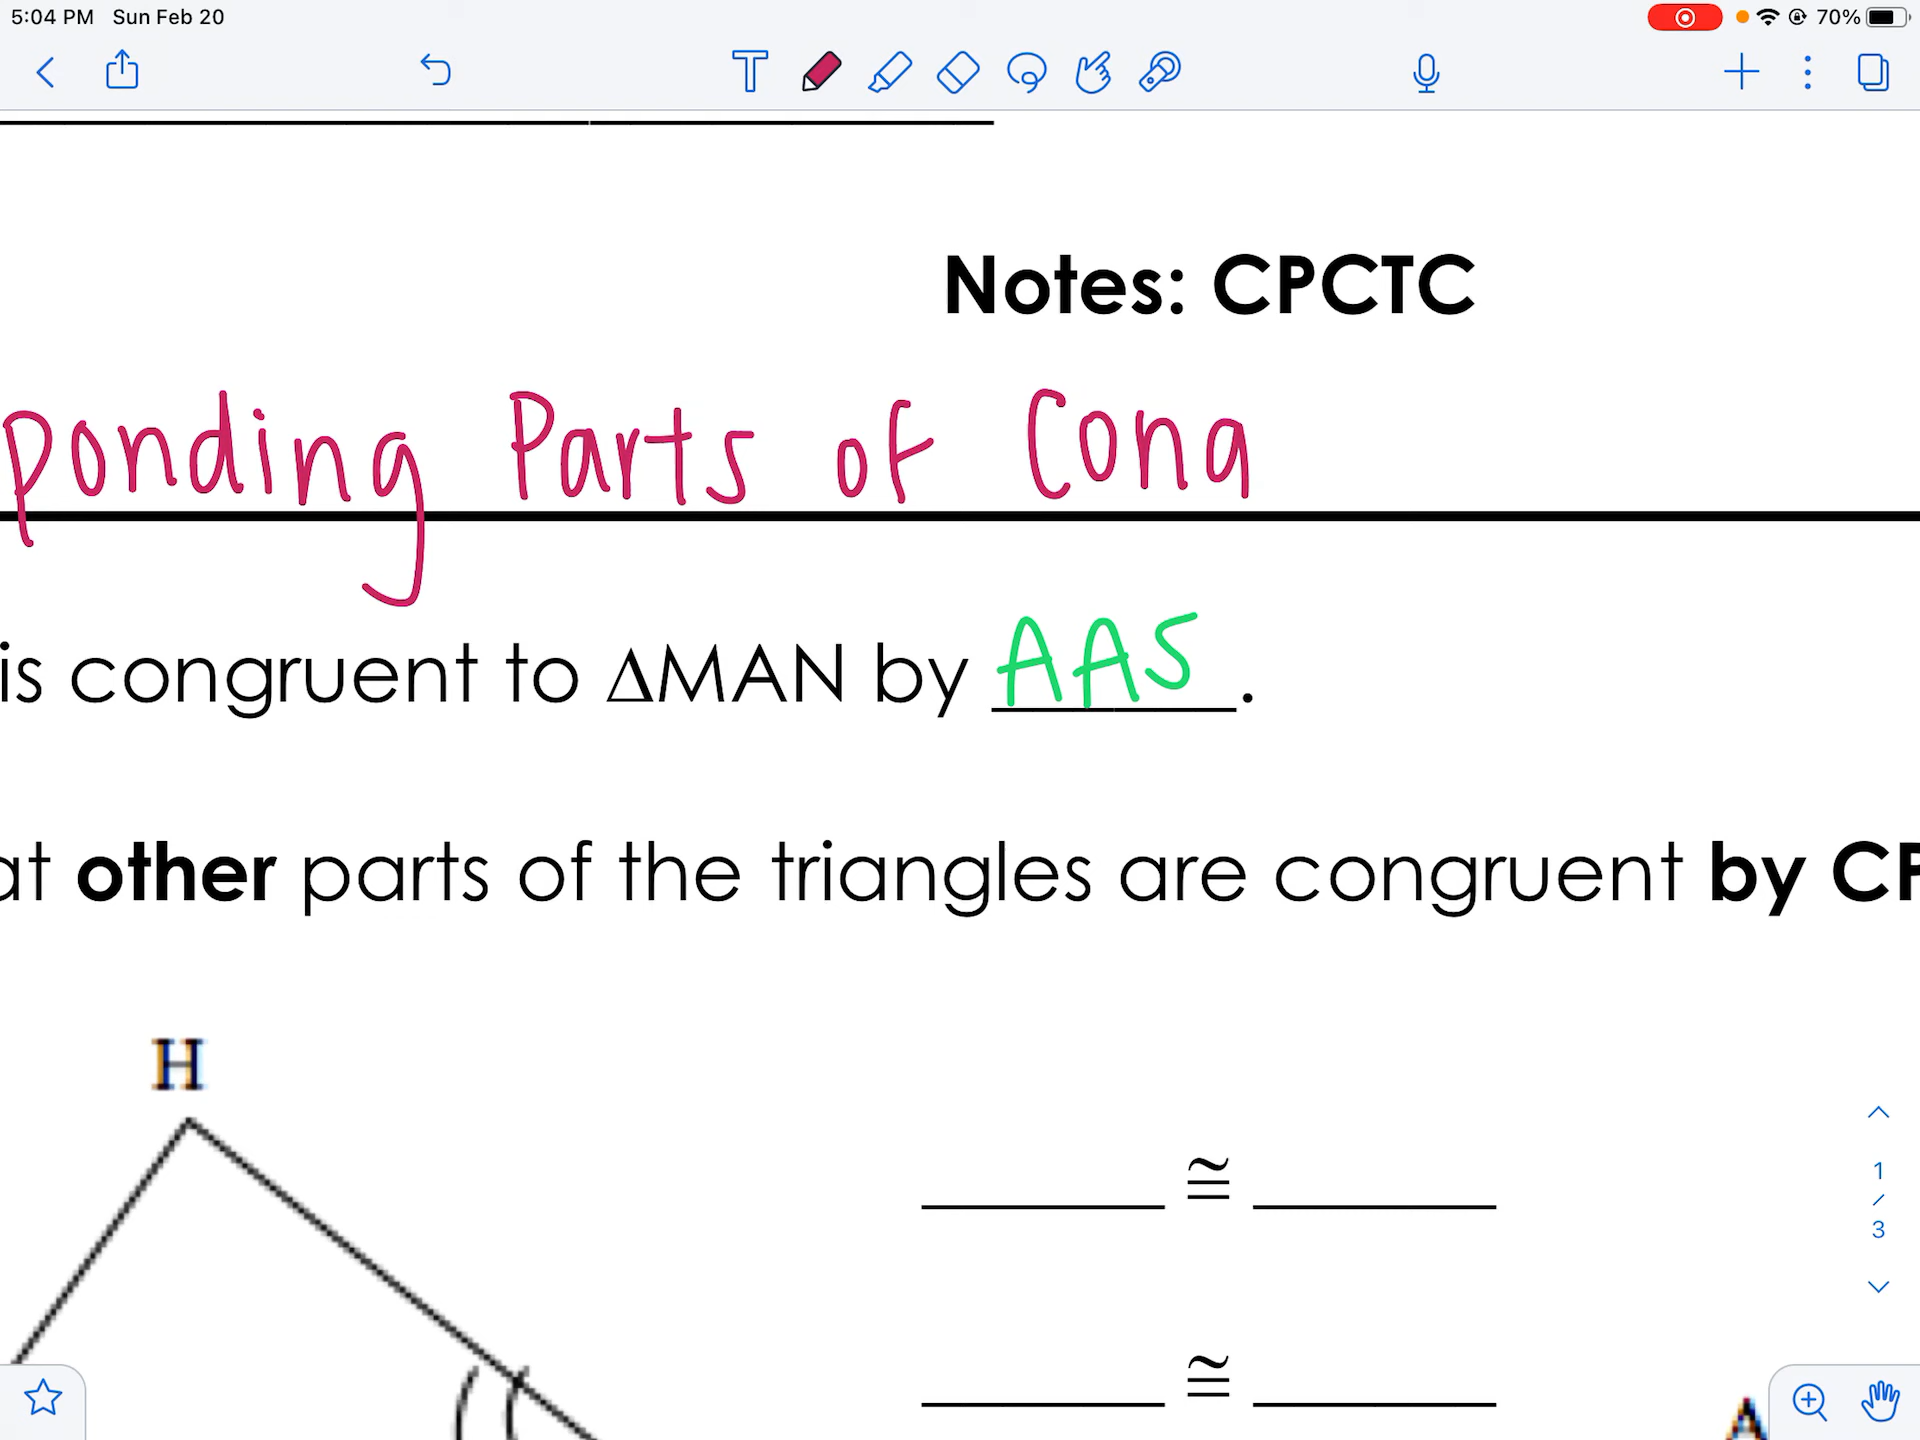 5:04 PM Sun Feb 20 70%
Notes: CPCTC
ponding Parts of Cong
is congruent to ΔMAN by AAS.
at other parts of the triangles are congruent by CP
H
≅
1
/
3
≅
A